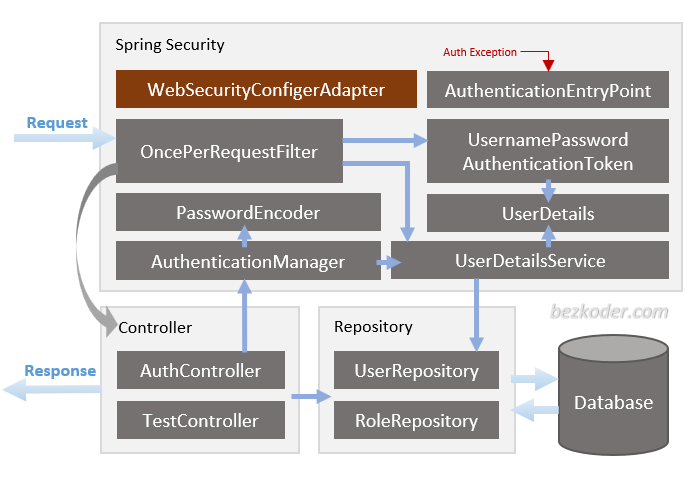 Spring Security
Auth Exception
WebSecurityConfigerAdapter
AuthenticationEntryPoint
Request
OncePerRequestFilter
UsernamePassword
AuthenticationToken
PasswordEncoder
UserDetails
AuthenticationManager
UserDetailsService
bezkoder.com
Controller
Repository
Response
AuthController
UserRepository
Database
TestController
RoleRepository